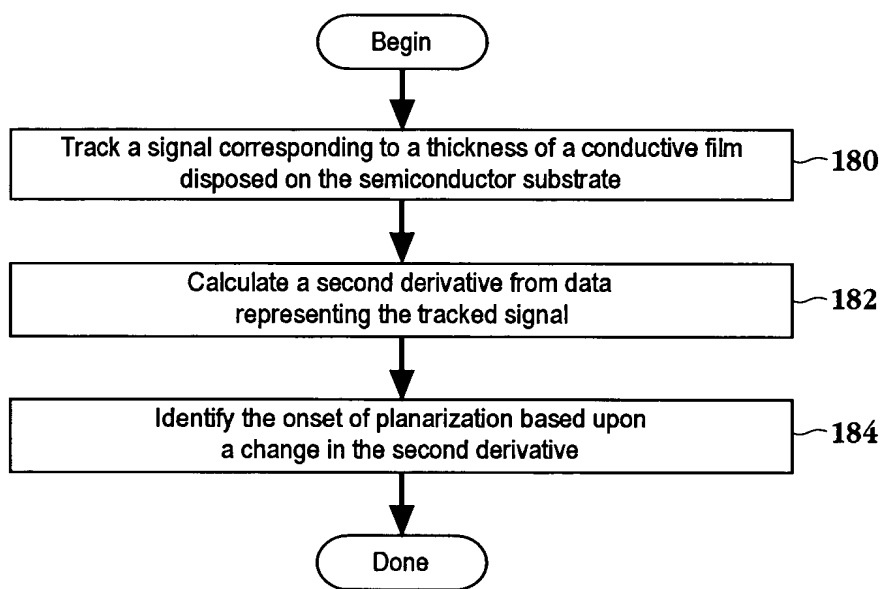 Begin
Track a signal corresponding to a thickness of a conductive film
disposed on the semiconductor substrate
180
Calculate a second derivative from data
representing the tracked signal
182
Identify the onset of planarization based upon
a change in the second derivative
184
Done